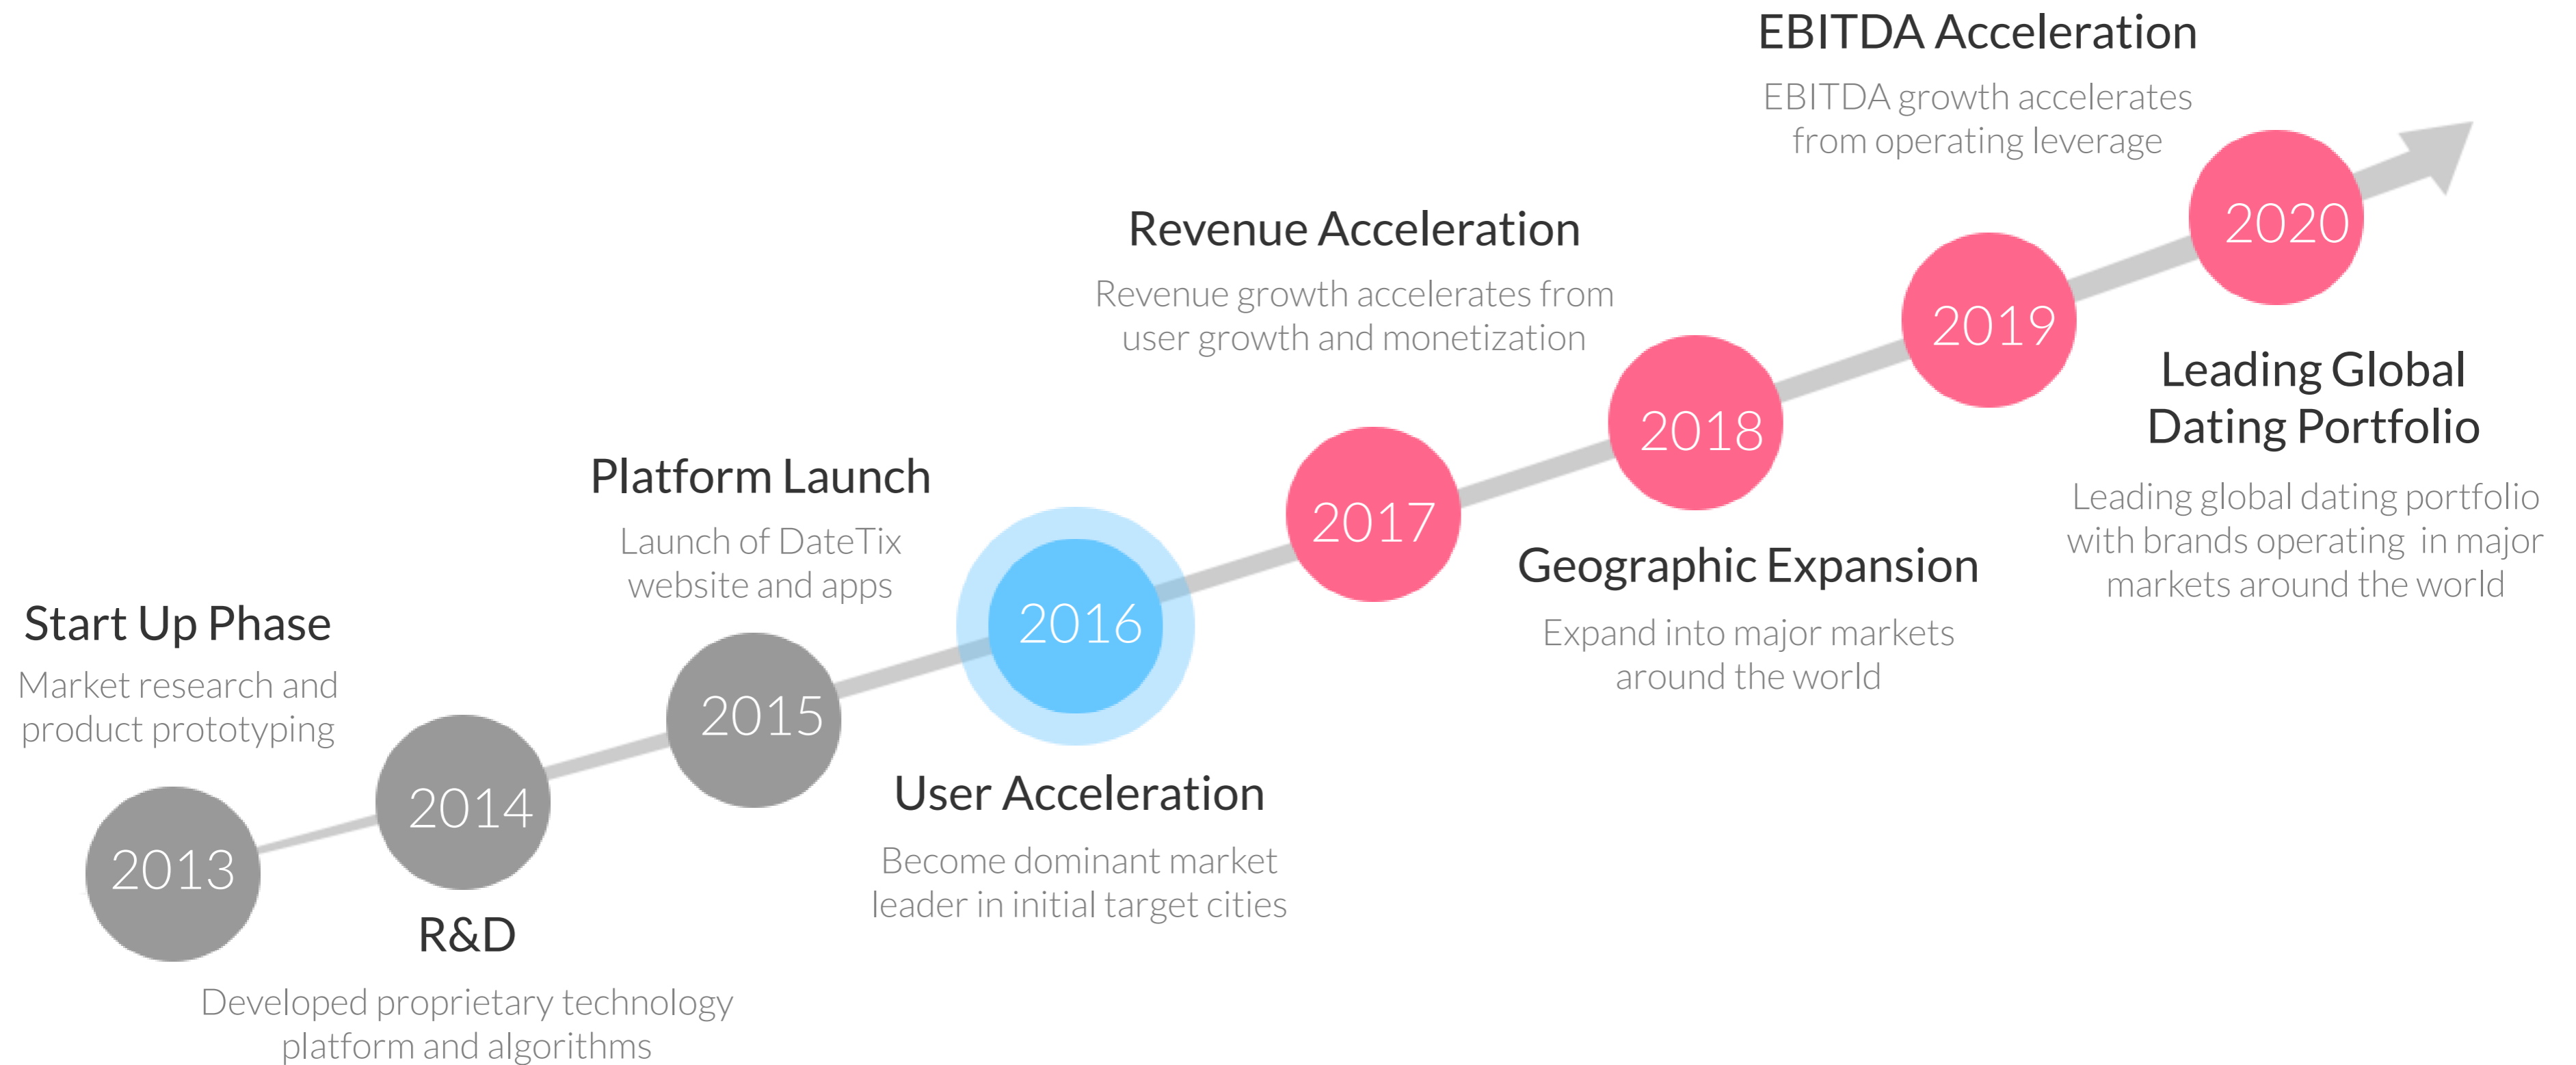 Start Up Phase
Market research and
product prototyping
2013
2014
R&D
Developed proprietary technology
platform and algorithms
Platform Launch
Launch of DateTix
website and apps
2015
2016
User Acceleration
Become dominant market
leader in initial target cities
Revenue Acceleration
Revenue growth accelerates from
user growth and monetization
2017
2018
Geographic Expansion
Expand into major markets
around the world
EBITDA Acceleration
EBITDA growth accelerates
from operating leverage
2019
2020
Leading Global
Dating Portfolio
Leading global dating portfolio
with brands operating  in major
markets around the world